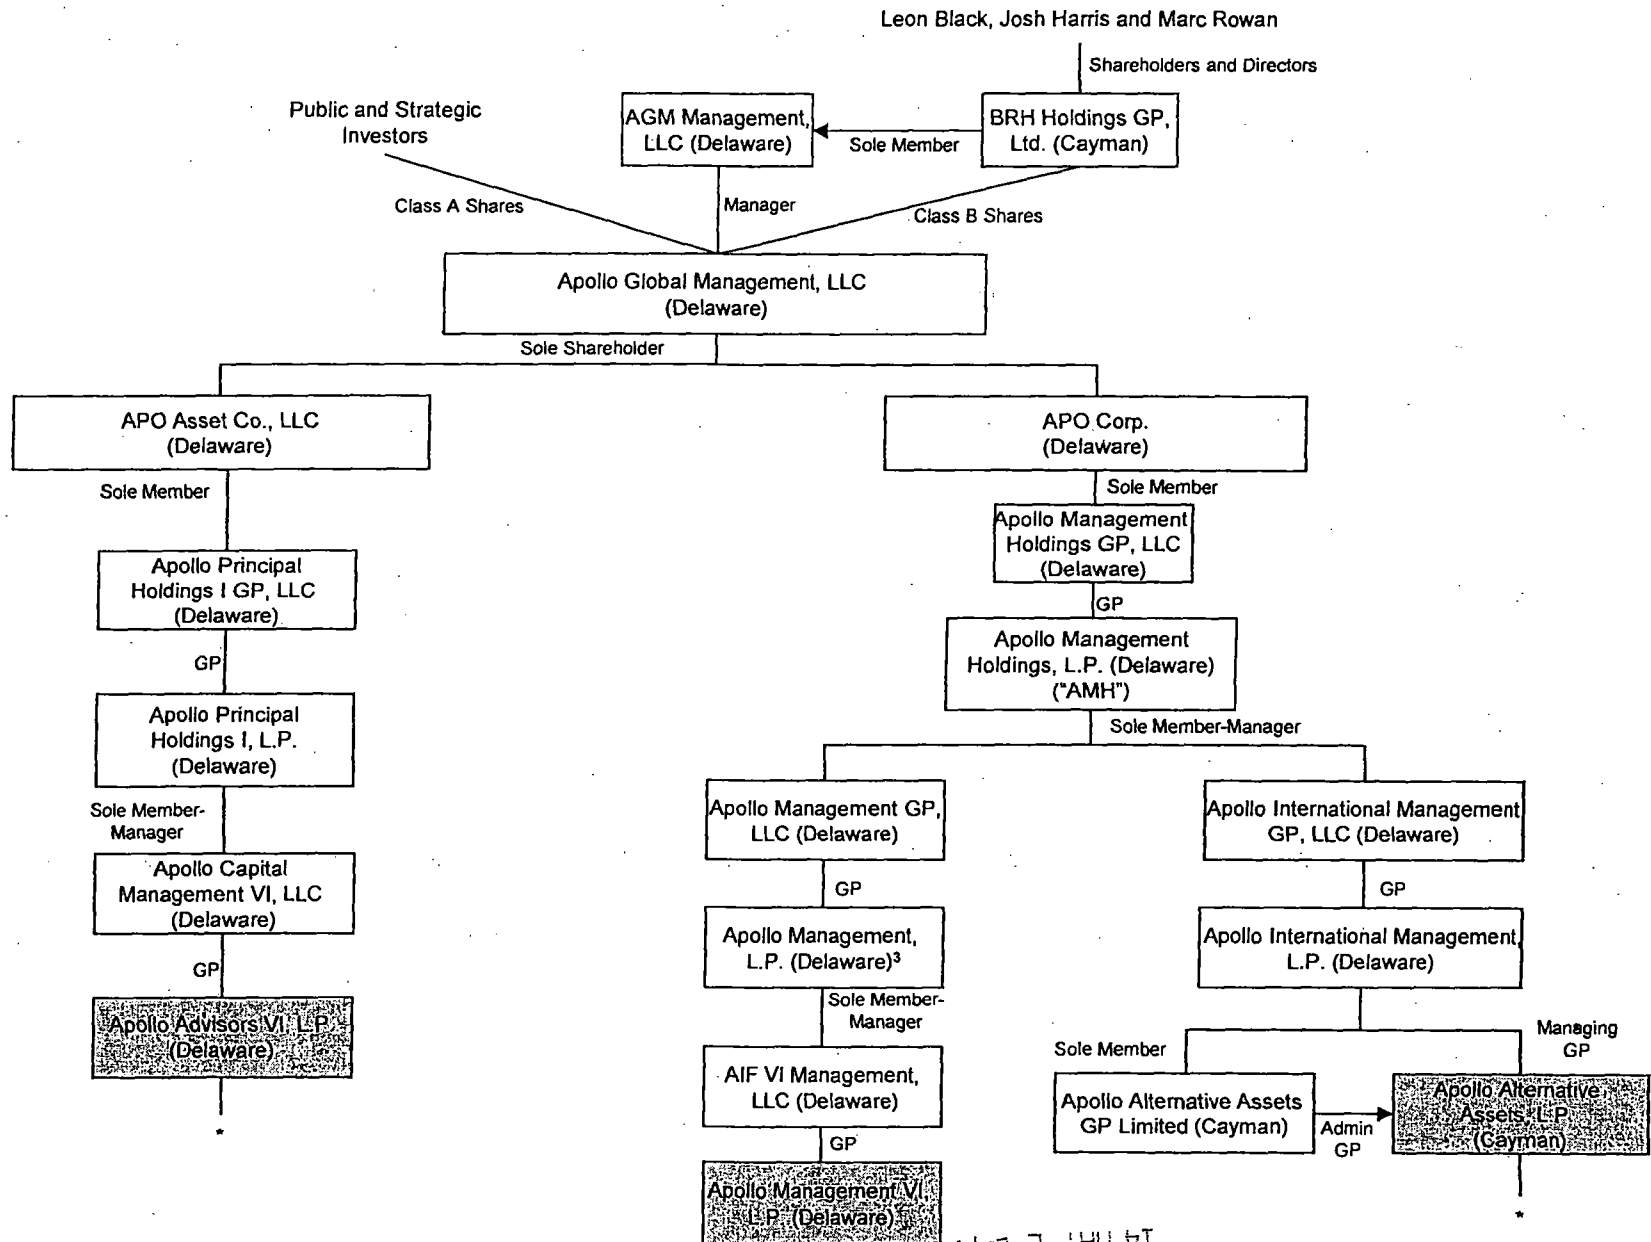 Leon Black, Josh Harris and Marc Rowan
Shareholders and Directors
Public and Strategic
Investors
AGM Management,
LLC (Delaware)
Sole Member
BRH Holdings GP,
Ltd. (Cayman)
Class A Shares
Manager
Class B Shares
Apollo Global Management, LLC
(Delaware)
Sole Shareholder
APO Asset Co., LLC
(Delaware)
APO Corp.
(Delaware)
Sole Member
Sole Member
Apollo Management
Holdings GP, LLC
(Delaware)
Apollo Principal
Holdings I GP, LLC
(Delaware)
GP
GP
Apollo Management
Holdings, L.P. (Delaware)
("AMH")
Apollo Principal
Holdings I, L.P.
(Delaware)
Sole Member-Manager
Sole Member-
Manager
Apollo Management GP,
LLC (Delaware)
Apollo International Management
GP, LLC (Delaware)
Apollo Capital
Management VI, LLC
(Delaware)
GP
GP
GP
Apollo Management,
L.P. (Delaware)³
Apollo International Management
L.P. (Delaware)
Apollo Advisors VI, L.P.
(Delaware)
*
Sole Member-
Manager
Sole Member
Managing
GP
AIF VI Management,
LLC (Delaware)
Apollo Alternative Assets
GP Limited (Cayman)
Admin
GP
Apollo Alternative
Assets, L.P.
(Cayman)
*
GP
Apollo Management VI,
L.P. (Delaware)